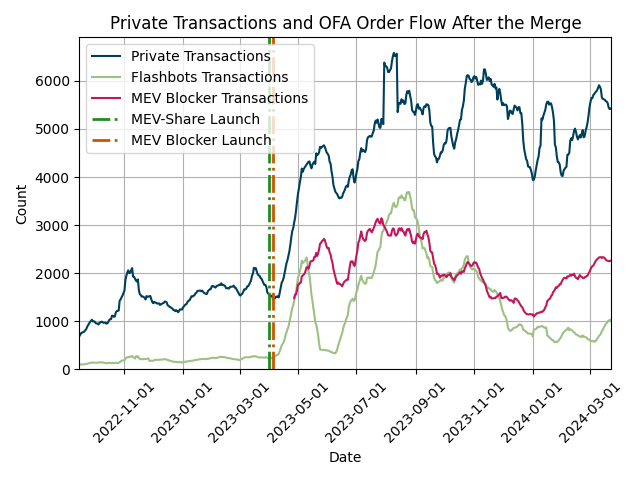 Private Transactions and OFA Order Flow After the Merge
Private Transactions
Flashbots Transactions
MEV Blocker Transactions
MEV-Share Launch
MEV Blocker Launch
Count
6000
5000
4000
3000
2000
1000
0
2022-11-01
2023-01-01
2023-03-01
2023-05-01
2023-07-01
2023-09-01
2023-11-01
2024-01-01
2024-03-01
Date